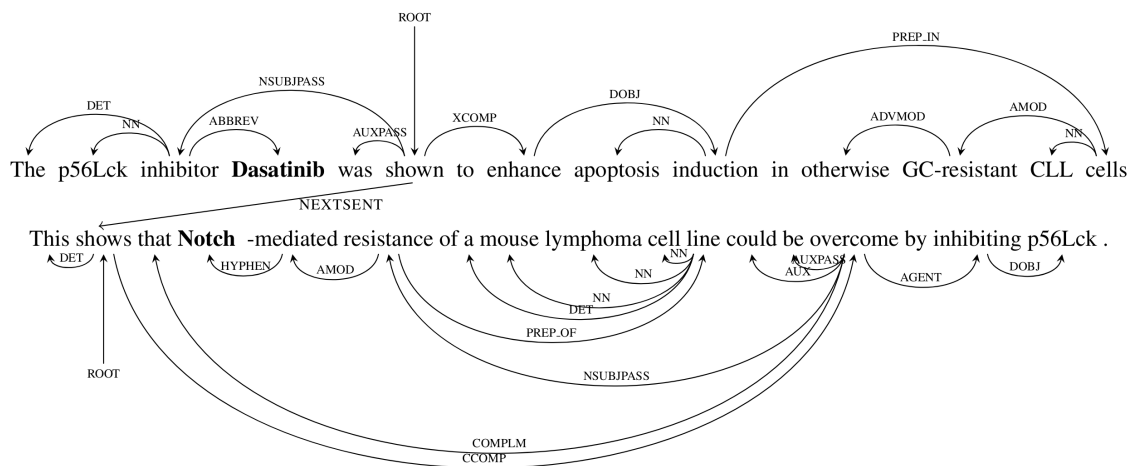 ROOT
PREP_IN
NSUBJPASS
DET NN ABBREV AUXPASS XCOMP DOBJ NN ADVMOD AMOD NN
The p56Lck inhibitor Dasatinib was shown to enhance apoptosis induction in otherwise GC-resistant CLL cells
NEXTSENT
This shows that Notch -mediated resistance of a mouse lymphoma cell line could be overcome by inhibiting p56Lck .
DET HYPHEN AMOD NN NN NN DET AUXPASS AUX AGENT DOBJ
PREP_OF
ROOT
NSUBJPASS
COMPLM
CCOMP